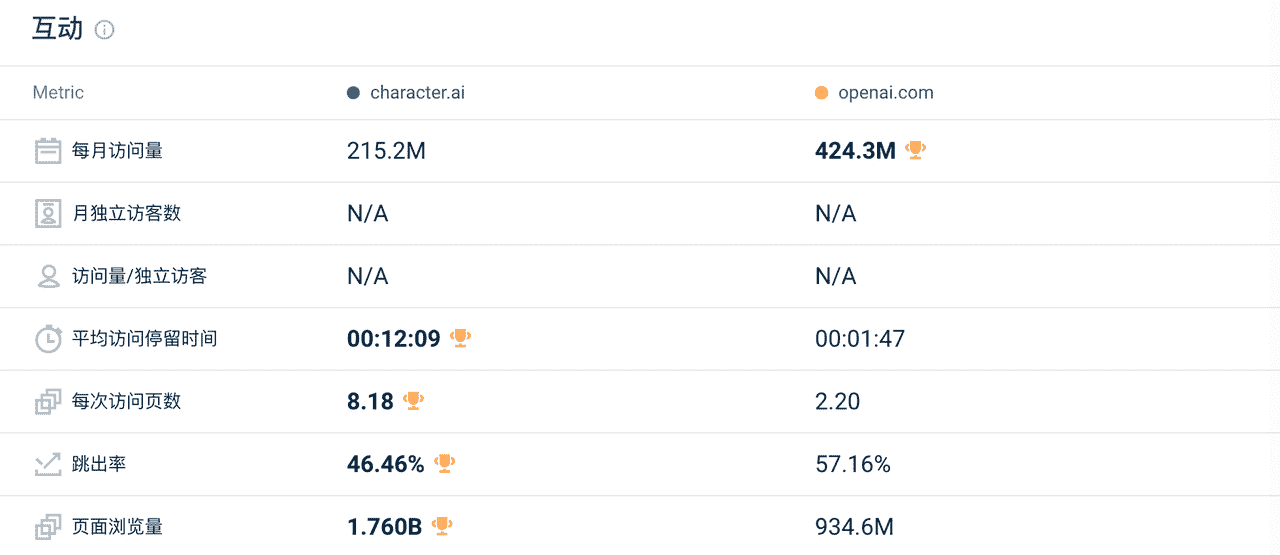 互动
Metric character.ai openai.com
每月访问量 215.2M 424.3M
月独立访客数 N/A N/A
访问量/独立访客 N/A N/A
平均访问停留时间 00:12:09 00:01:47
每次访问页数 8.18 2.20
跳出率 46.46% 57.16%
页面浏览量 1.760B 934.6M